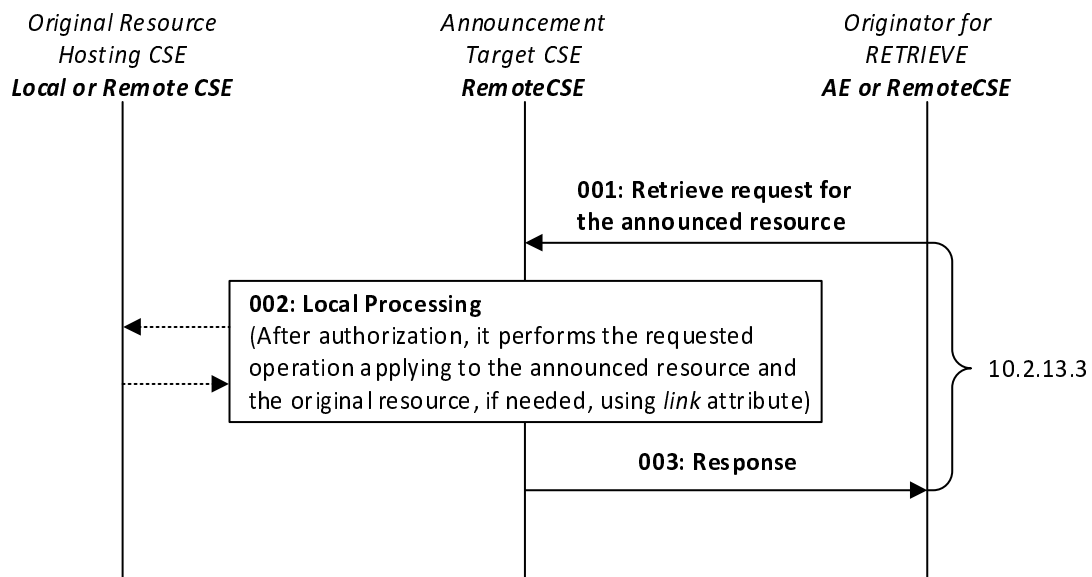 Original Resource
Hosting CSE
Local or Remote CSE
Announcement
Target CSE
RemoteCSE
Originator for
RETRIEVE
AE or RemoteCSE
001: Retrieve request for
the announced resource
002: Local Processing
(After authorization, it performs the requested
operation applying to the announced resource and
the original resource, if needed, using link attribute)
10.2.13.3
003: Response